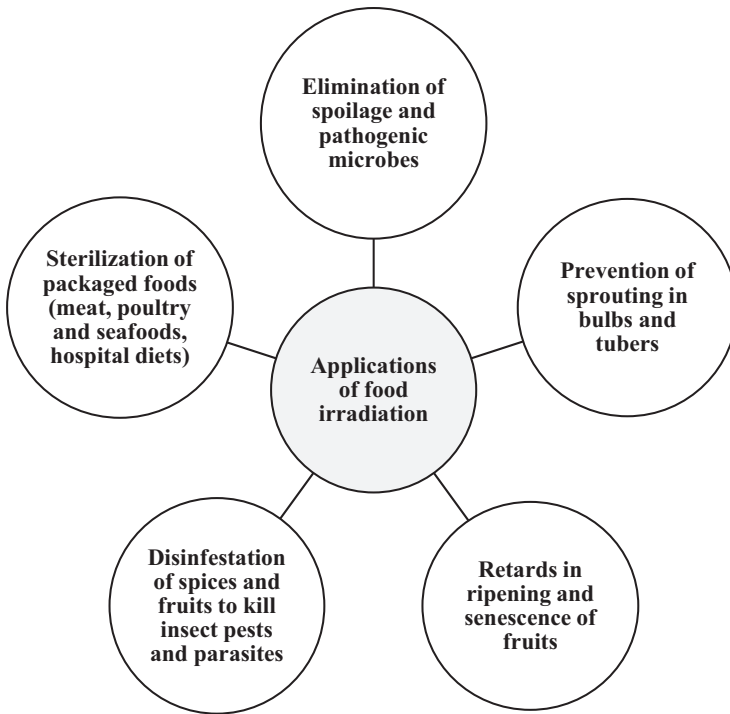 Elimination of
spoilage and
pathogenic
microbes
Sterilization of
packaged foods
(meat, poultry
and seafoods,
hospital diets)
Prevention of
sprouting in
bulbs and
tubers
Applications
of food
irradiation
Disinfestation
of spices and
fruits to kill
insect pests
and parasites
Retards in
ripening and
senescence of
fruits